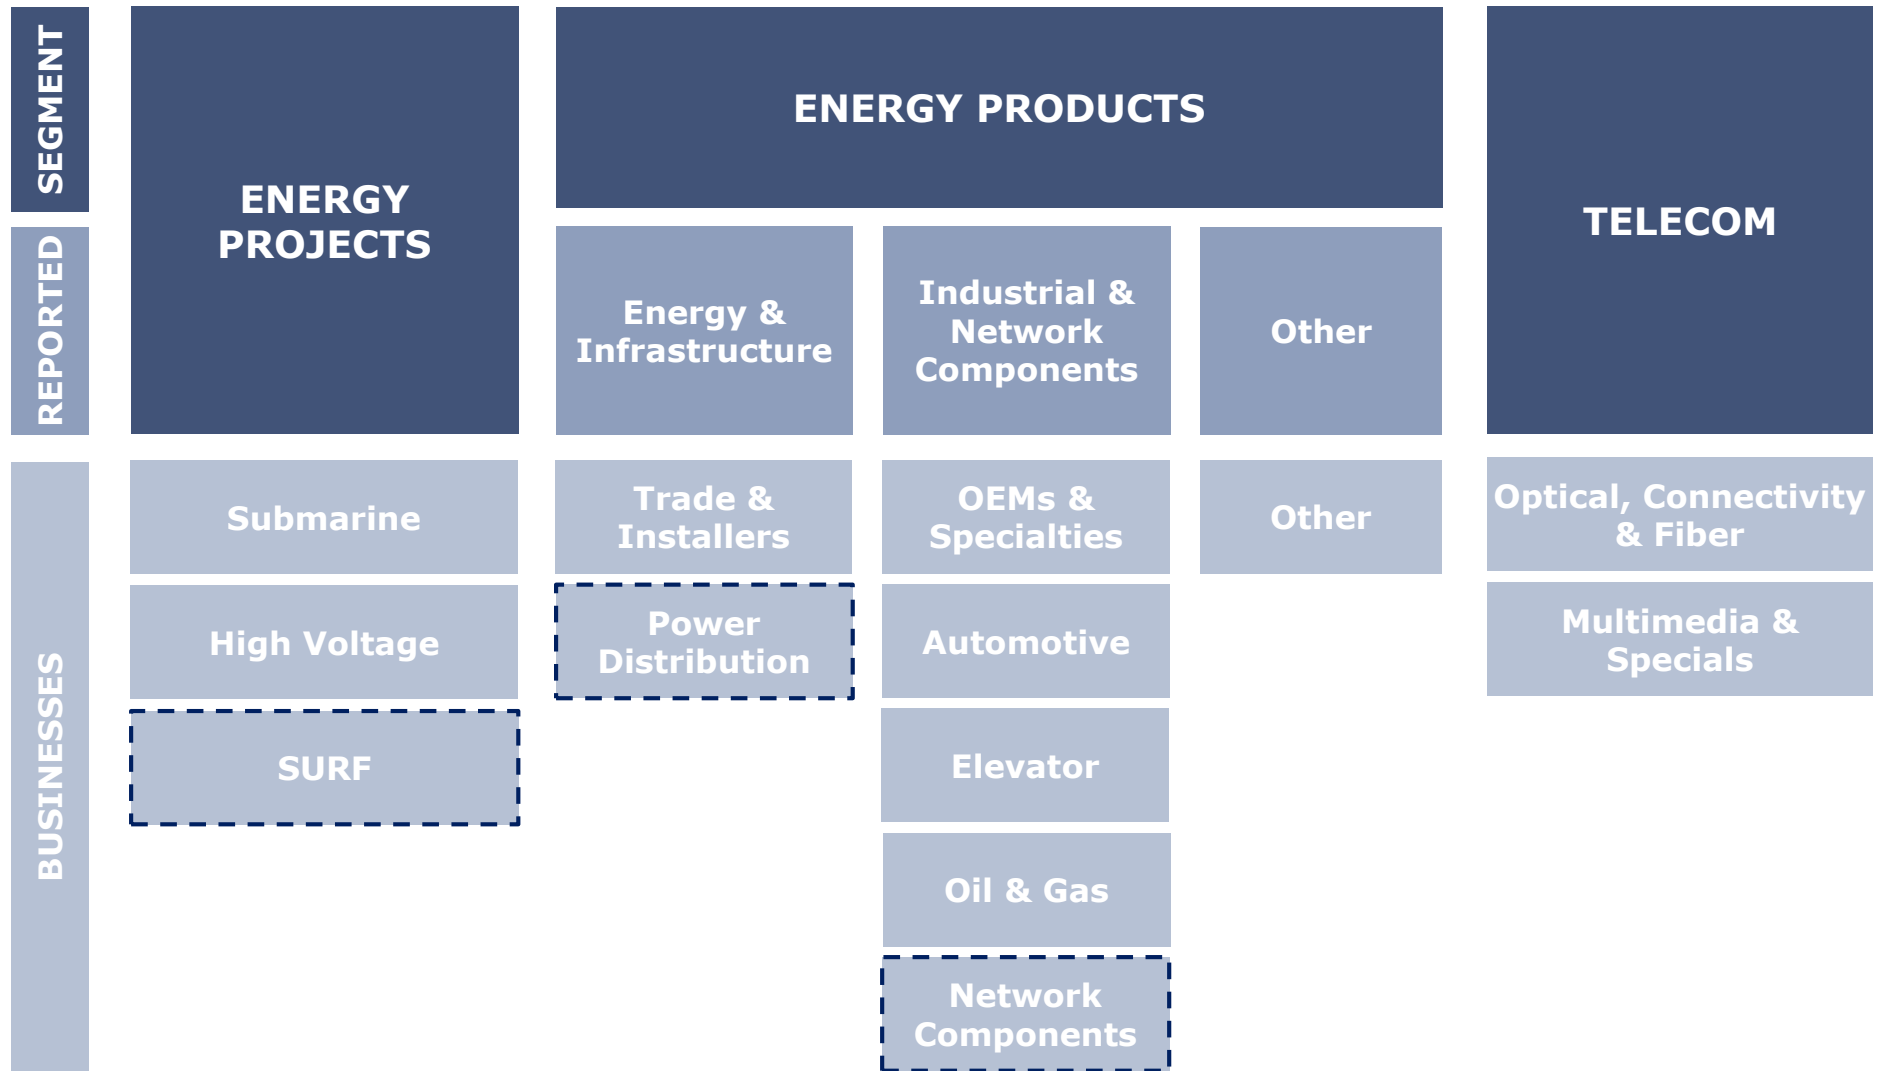 SEGMENT
REPORTED
BUSINESSES
ENERGY
PROJECTS
Submarine
High Voltage
SURF
ENERGY PRODUCTS
Energy &
Infrastructure
Trade &
Installers
Power
Distribution
Industrial &
Network
Components
OEMs &
Specialties
Automotive
Elevator
Oil & Gas
Network
Components
Other
Other
TELECOM
Optical, Connectivity
& Fiber
Multimedia &
Specials